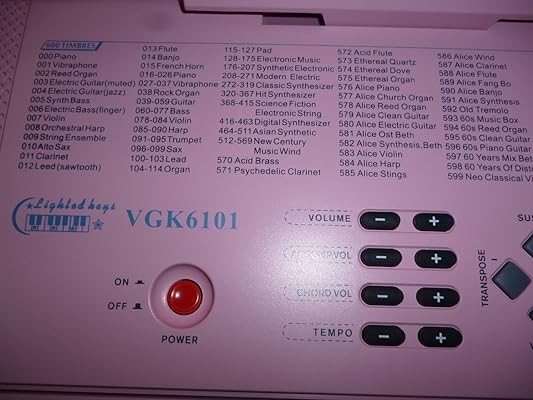 600 TIMBRES
000 Piano
001 Vibraphone
002 Reed Organ
003 Electric Guitar(muted)
004 Electric Guitar(jazz)
005 Synth Bass
006 Electric Bass(finger)
007 Violin
008 Orchestral Harp
009 String Ensemble
010 Alto Sax
011 Clarinet
012 Leed (sawtooth)
013 Flute
014 Banjo
015 French Horn
016-026 Piano
027-037 Vibraphone
038 Rock Organ
039-059 Guitar
060-077 Bass
078-084 Violin
085-090 Harp
091-095 Trumpet
096-099 Sax
100-103 Lead
104-114 Organ
115-127 Pad
128-175 Electronic Music
176-207 Synthetic Electronic
208-271 Modern Electric
272-319 Classic Synthesizer
320-367 Hit Synthesizer
368-415 Science Fiction
Electronic String
416-463 Digital Synthesizer
464-511 Asian Synthetic
512-569 New Century
Music Wind
570 Acid Brass
571 Psychedelic Clarinet
572 Acid Flute
573 Ethereal Quartz
574 Ethereal Dove
575 Ethereal Organ
576 Alice Piano
577 Alice Church Organ
578 Alice Reed Organ
579 Alice Clean Guitar
580 Alice Electric Guitar
581 Alice Ost Beth
582 Alice Synthesis,Beth
583 Alice Violin
584 Alice Harp
585 Alice Strings
586 Alice Wind
587 Alice Clarinet
588 Alice Flute
589 Alice Fang Bo
590 Alice Banjo
591 Alice Synthesis
592 Old Tremolo
593 60s Music Box
594 60s Reed Organ
595 60s Clean Guitar
596 60s Piano Guitar
597 60 Years Mix
598 60 Years Of
599 Neo Classical
Lighted keys
VGK6101
ON
OFF
POWER
VOLUME - +
ACCOMP.VOL - +
CHORD.VOL - +
TEMPO - +
TRANSPOSE
SUS